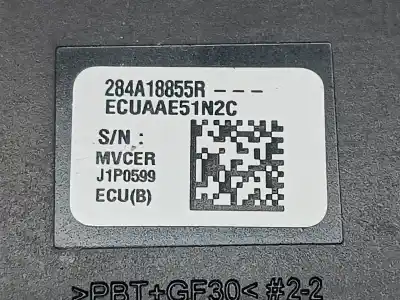 284A18855R---
ECUAAE51N2C
S/N :
MVCER
J1P0599
ECU(B)
>PBT+GF30< #2-2